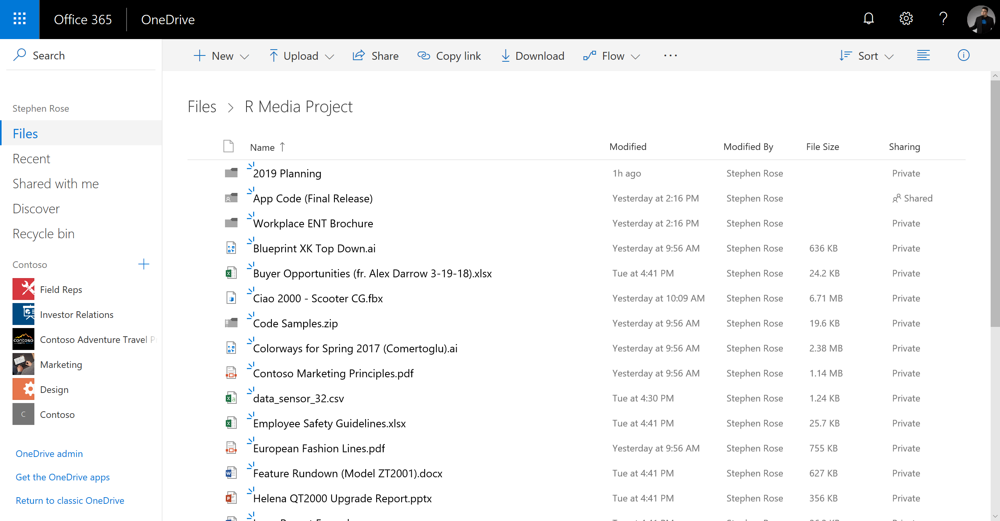 Office 365 OneDrive
Search
New Upload Share Copy link Download Flow Sort
Stephen Rose
Files
Recent
Shared with me
Discover
Recycle bin
Contoso
Field Reps
Investor Relations
contoso
Contoso Adventure Travel
Marketing
Design
C
Contoso
OneDrive admin
Get the OneDrive apps
Return to classic OneDrive
Files > R Media Project
Name Modified Modified By File Size Sharing
2019 Planning 1h ago Stephen Rose Private
App Code (Final Release) Yesterday at 2:16 PM Stephen Rose Shared
Workplace ENT Brochure Yesterday at 2:16 PM Stephen Rose Private
Blueprint XK Top Down.ai Yesterday at 9:56 AM Stephen Rose 636 KB Private
Buyer Opportunities (fr. Alex Darrow 3-19-18).xlsx Tue at 4:41 PM Stephen Rose 24.2 KB Private
Ciao 2000 - Scooter CG.fbx Yesterday at 10:09 AM Stephen Rose 6.71 MB Private
Code Samples.zip Yesterday at 9:56 AM Stephen Rose 19.6 KB Private
Colorways for Spring 2017 (Comertoglu).ai Yesterday at 9:56 AM Stephen Rose 2.38 MB Private
Contoso Marketing Principles.pdf Yesterday at 9:56 AM Stephen Rose 1.14 MB Private
data_sensor_32.csv Tue at 4:30 PM Stephen Rose 1.24 KB Private
Employee Safety Guidelines.xlsx Tue at 4:41 PM Stephen Rose 25.7 KB Private
European Fashion Lines.pdf Yesterday at 9:56 AM Stephen Rose 755 KB Private
Feature Rundown (Model ZT2001).docx Tue at 4:41 PM Stephen Rose 627 KB Private
Helena QT2000 Upgrade Report.pptx Tue at 4:41 PM Stephen Rose 356 KB Private